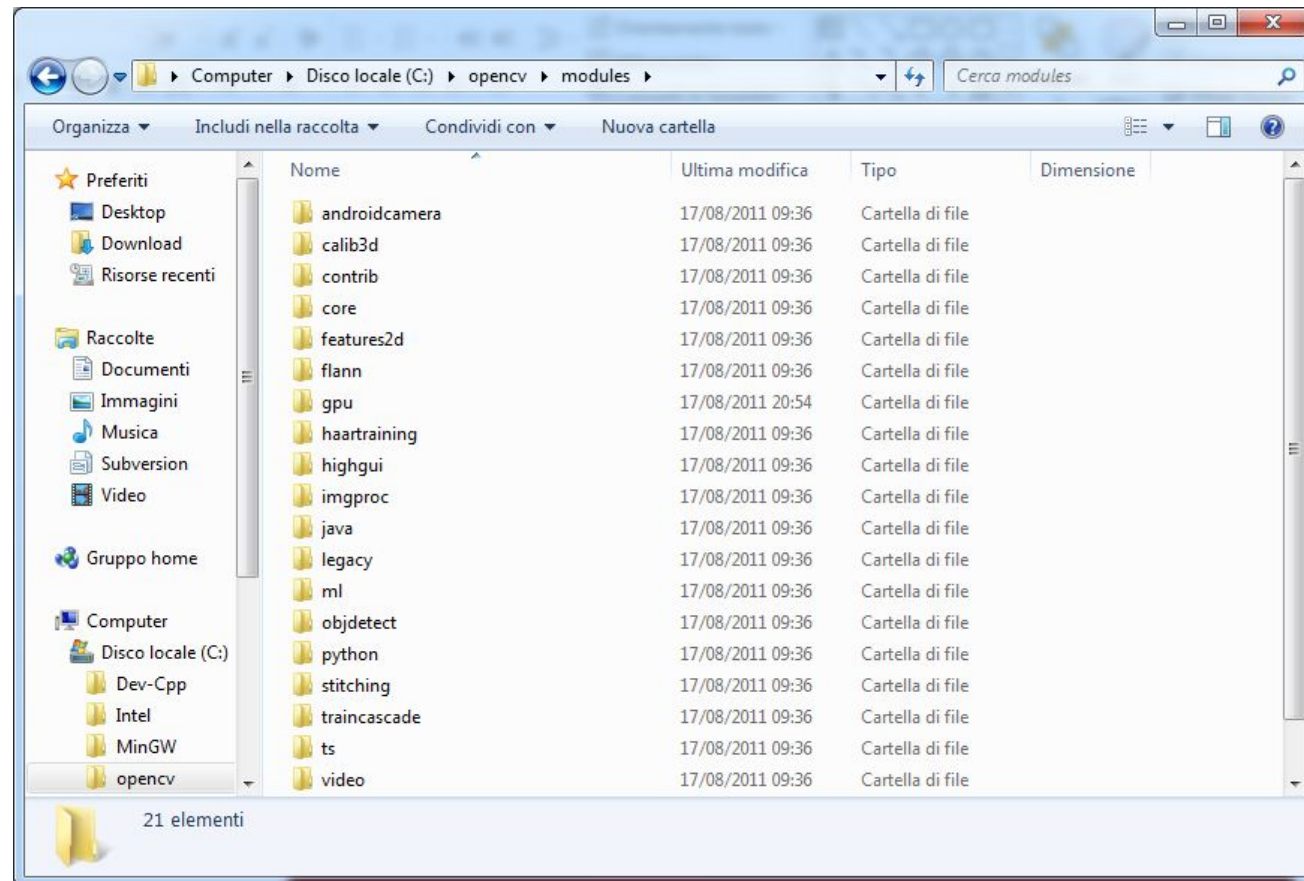 Computer ▸ Disco locale (C:) ▸ opencv ▸ modules ▸ Cerca modules
Organizza Includi nella raccolta Condividi con Nuova cartella
Preferiti
Desktop
Download
Risorse recenti
Raccolte
Documenti
Immagini
Musica
Subversion
Video
Gruppo home
Computer
Disco locale (C:)
Dev-Cpp
Intel
MinGW
opencv
Nome Ultima modifica Tipo Dimensione
androidcamera 17/08/2011 09:36 Cartella di file
calib3d 17/08/2011 09:36 Cartella di file
contrib 17/08/2011 09:36 Cartella di file
core 17/08/2011 09:36 Cartella di file
features2d 17/08/2011 09:36 Cartella di file
flann 17/08/2011 09:36 Cartella di file
gpu 17/08/2011 20:54 Cartella di file
haartraining 17/08/2011 09:36 Cartella di file
highgui 17/08/2011 09:36 Cartella di file
imgproc 17/08/2011 09:36 Cartella di file
java 17/08/2011 09:36 Cartella di file
legacy 17/08/2011 09:36 Cartella di file
ml 17/08/2011 09:36 Cartella di file
objdetect 17/08/2011 09:36 Cartella di file
python 17/08/2011 09:36 Cartella di file
stitching 17/08/2011 09:36 Cartella di file
traincascade 17/08/2011 09:36 Cartella di file
ts 17/08/2011 09:36 Cartella di file
video 17/08/2011 09:36 Cartella di file
21 elementi